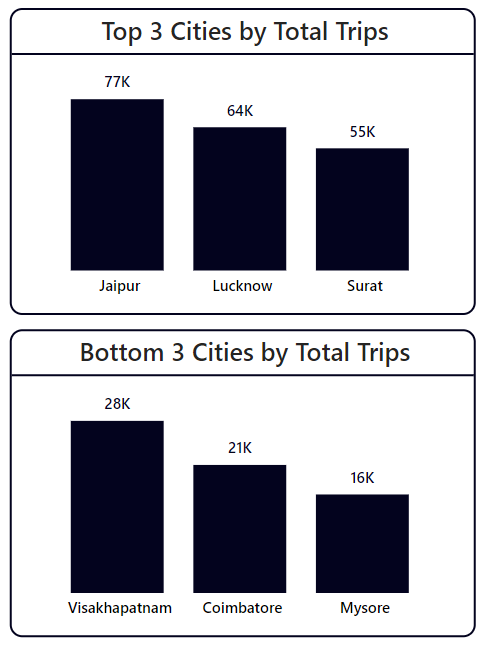 Top 3 Cities by Total Trips
77K
64K
55K
Jaipur Lucknow Surat
Bottom 3 Cities by Total Trips
28K
21K
16K
Visakhapatnam Coimbatore Mysore